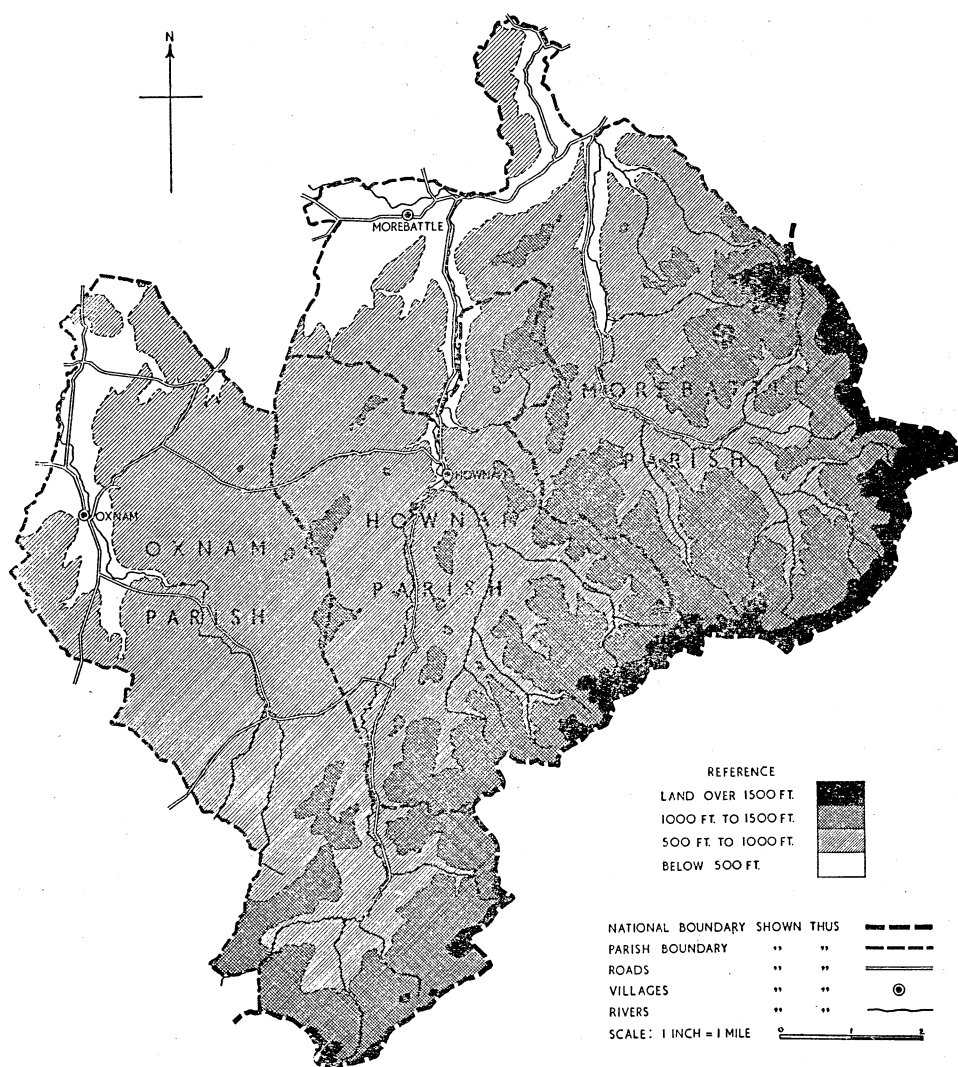 N
MOREBATTLE
MOREBATTLE
PARISH
HOWNAM
OXNAM
HOWNAM
OXNAM
PARISH
PARISH
REFERENCE
LAND OVER 1500 FT.
1000 FT. TO 1500 FT.
500 FT. TO 1000 FT.
BELOW 500 FT.
NATIONAL BOUNDARY SHOWN THUS
PARISH BOUNDARY " "
ROADS " "
VILLAGES " "
RIVERS " "
SCALE: 1 INCH = 1 MILE 0 1 2